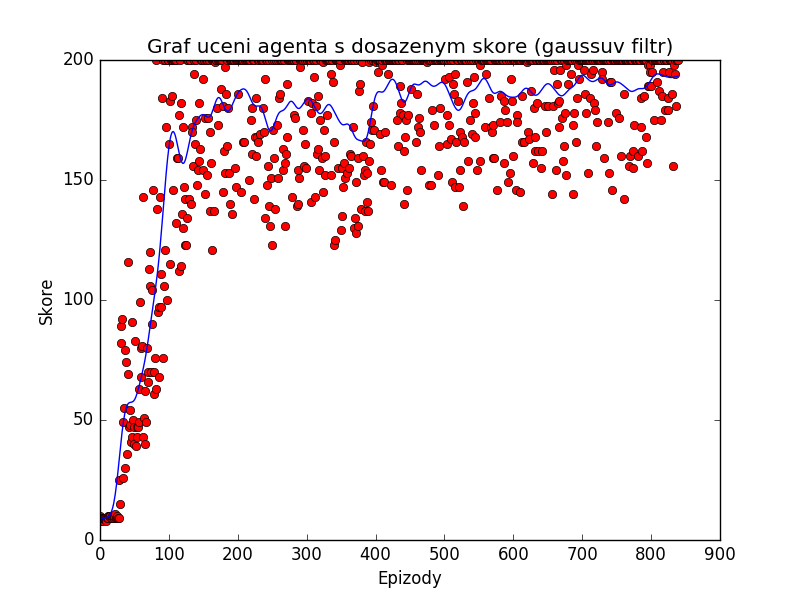 Graf uceni agenta s dosazenym skore (gaussuv filtr)
200
150
100
50
0
Skore
0 100 200 300 400 500 600 700 800 900
Epizody